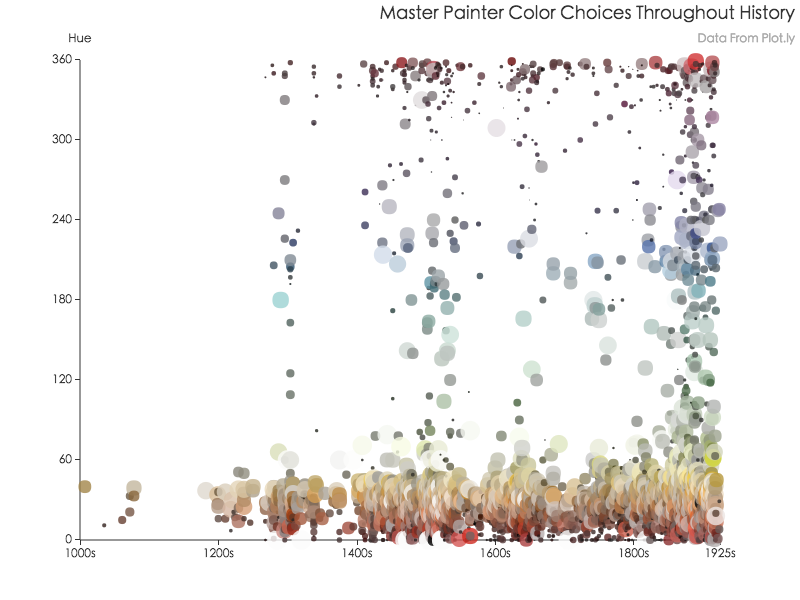 Master Painter Color Choices Throughout History
Data From Plot.ly
Hue
360
300
240
180
120
60
0
1000s
1200s
1400s
1600s
1800s
1925s